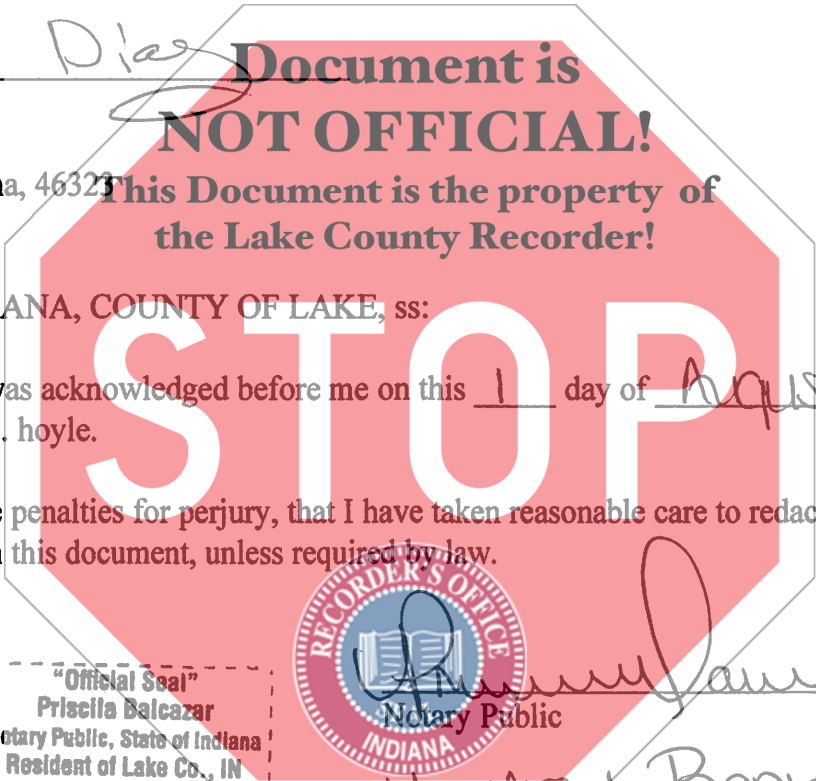 Diaz
Document is
NOT OFFICIAL!
a, 46323
This Document is the property of
the Lake County Recorder!
ANA, COUNTY OF LAKE, ss:
STOP
as acknowledged before me on this 1 day of Augus
. hoyle.
penalties for perjury, that I have taken reasonable care to redac
this document, unless required by law.
RECORDER'S OFFICE
INDIANA
"Official Seal"
Priscila Balcazar
otary Public, State of Indiana
Resident of Lake Co., IN
Notary Public